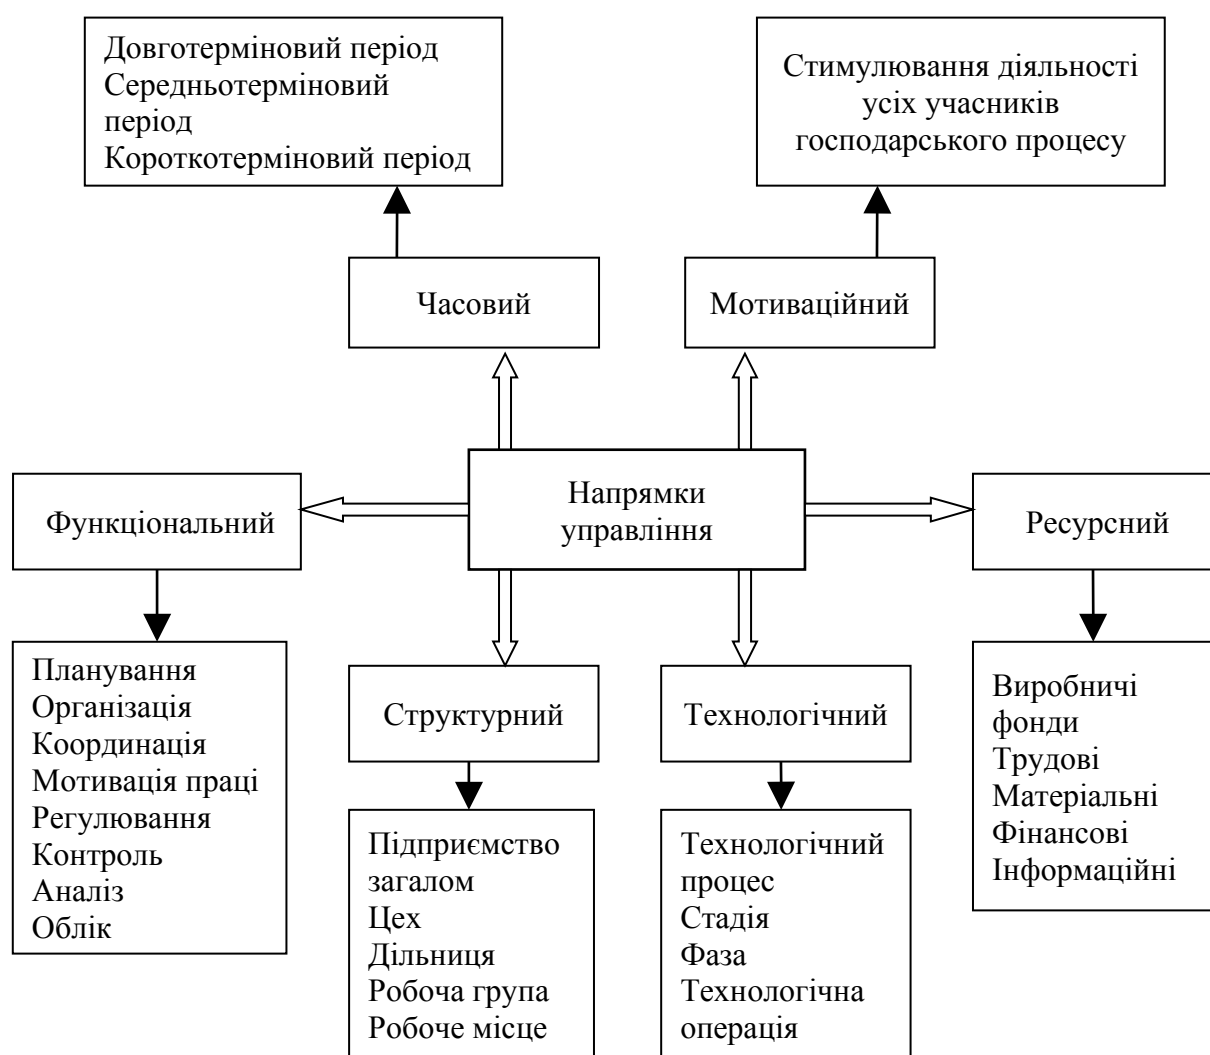 Довготерміновий період
Середньотерміновий
період
Короткотерміновий період
Стимулювання діяльності
усіх учасників
господарського процесу
Часовий
Мотиваційний
Функціональний
Напрямки
управління
Ресурсний
Планування
Організація
Координація
Мотивація праці
Регулювання
Контроль
Аналіз
Облік
Структурний
Технологічний
Підприємство
загалом
Цех
Дільниця
Робоча група
Робоче місце
Технологічний
процес
Стадія
Фаза
Технологічна
операція
Виробничі
фонди
Трудові
Матеріальні
Фінансові
Інформаційні